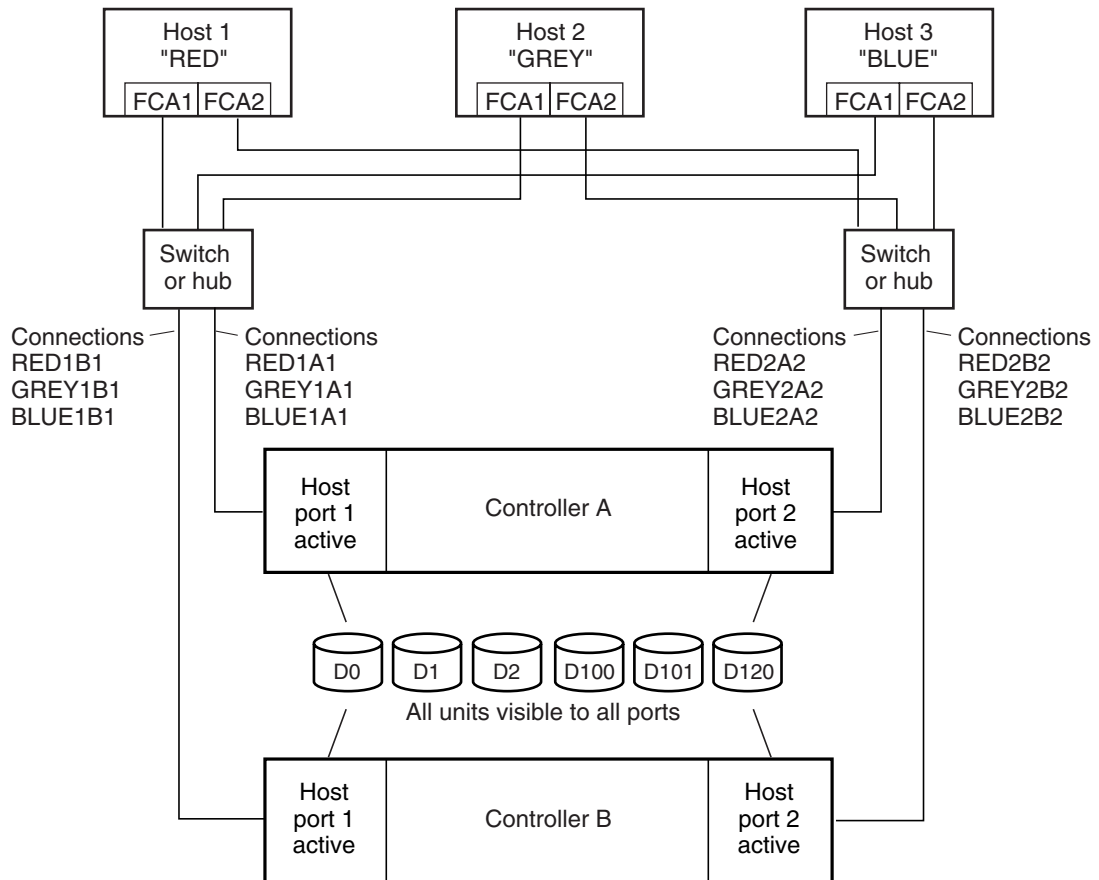 Host 1
"RED"
FCA1 FCA2
Host 2
"GREY"
FCA1 FCA2
Host 3
"BLUE"
FCA1 FCA2
Switch
or hub
Switch
or hub
Connections
RED1B1
GREY1B1
BLUE1B1
Connections
RED1A1
GREY1A1
BLUE1A1
Connections
RED2A2
GREY2A2
BLUE2A2
Connections
RED2B2
GREY2B2
BLUE2B2
Host
port 1
active
Controller A
Host
port 2
active
D0
D1
D2
D100
D101
D120
All units visible to all ports
Host
port 1
active
Controller B
Host
port 2
active